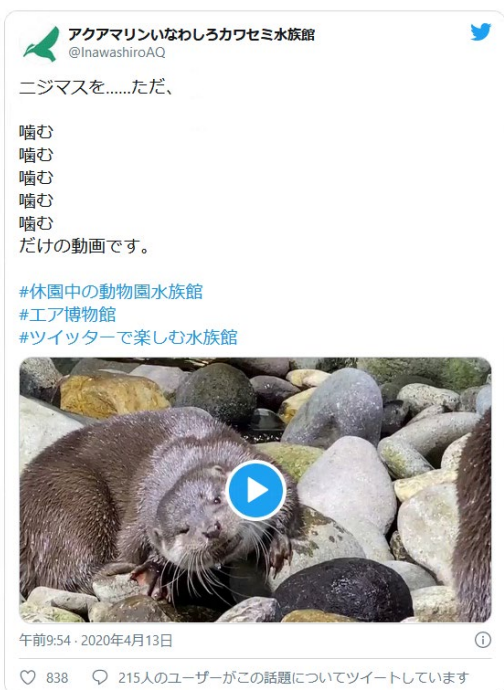 アクアマリンいなわしろカワセミ水族館
@InawashiroAQ
ニジマスを......ただ、
噛む
噛む
噛む
噛む
噛む
だけの動画です。
#休園中の動物園水族館
#エア博物館
#ツイッターで楽しむ水族館
午前9:54 · 2020年4月13日
838
215人のユーザーがこの話題についてツイートしています